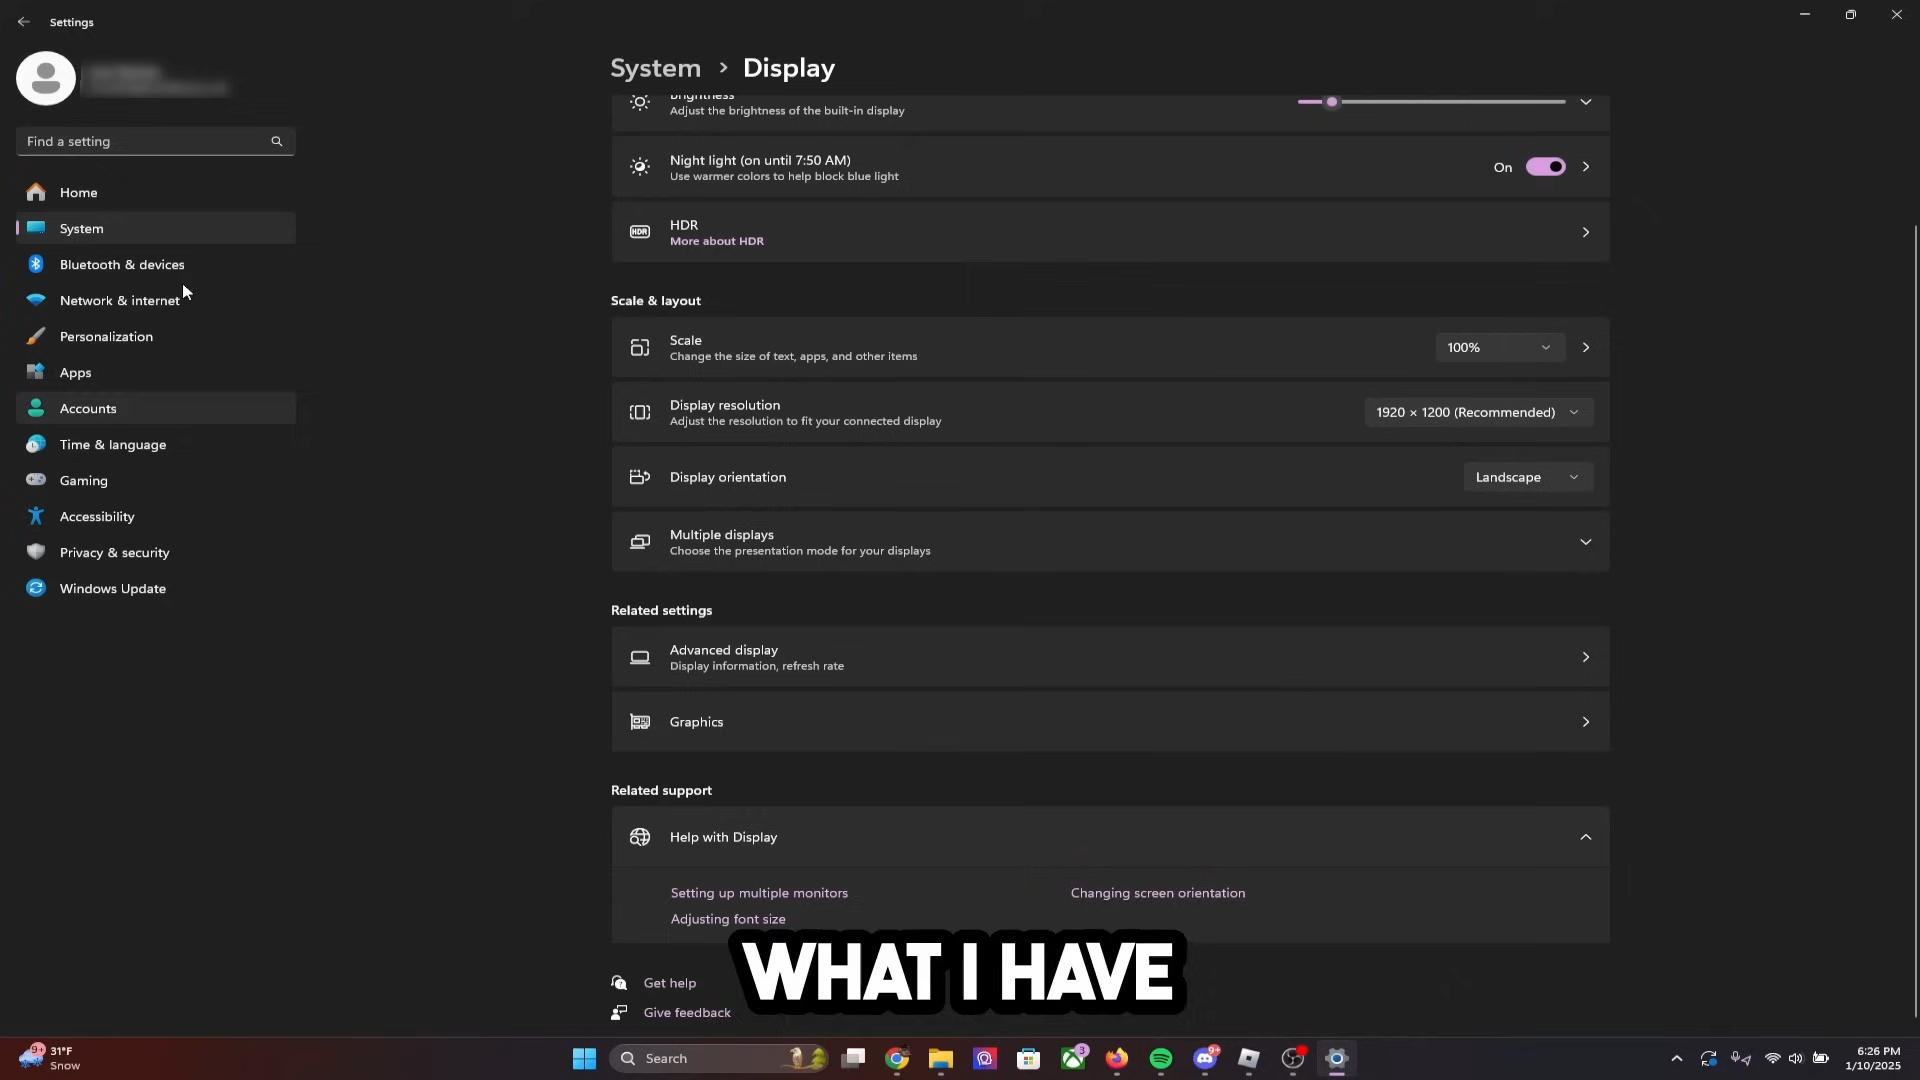 Settings
Find a setting
Home
System
Bluetooth & devices
Network & internet
Personalization
Apps
Accounts
Time & language
Gaming
Accessibility
Privacy & security
Windows Update
System > Display
Brightness
Adjust the brightness of the built-in display
Night light (on until 7:50 AM)
Use warmer colors to help block blue light
On
HDR
HDR
More about HDR
Scale & layout
Scale
Change the size of text, apps, and other items
100%
Display resolution
Adjust the resolution to fit your connected display
1920 × 1200 (Recommended)
Display orientation
Landscape
Multiple displays
Choose the presentation mode for your displays
Related settings
Advanced display
Display information, refresh rate
Graphics
Related support
Help with Display
Setting up multiple monitors
Changing screen orientation
Adjusting font size
WHAT I HAVE
Get help
Give feedback
9+
31°F
Snow
Search
3
9+
6:26 PM
1/10/2025